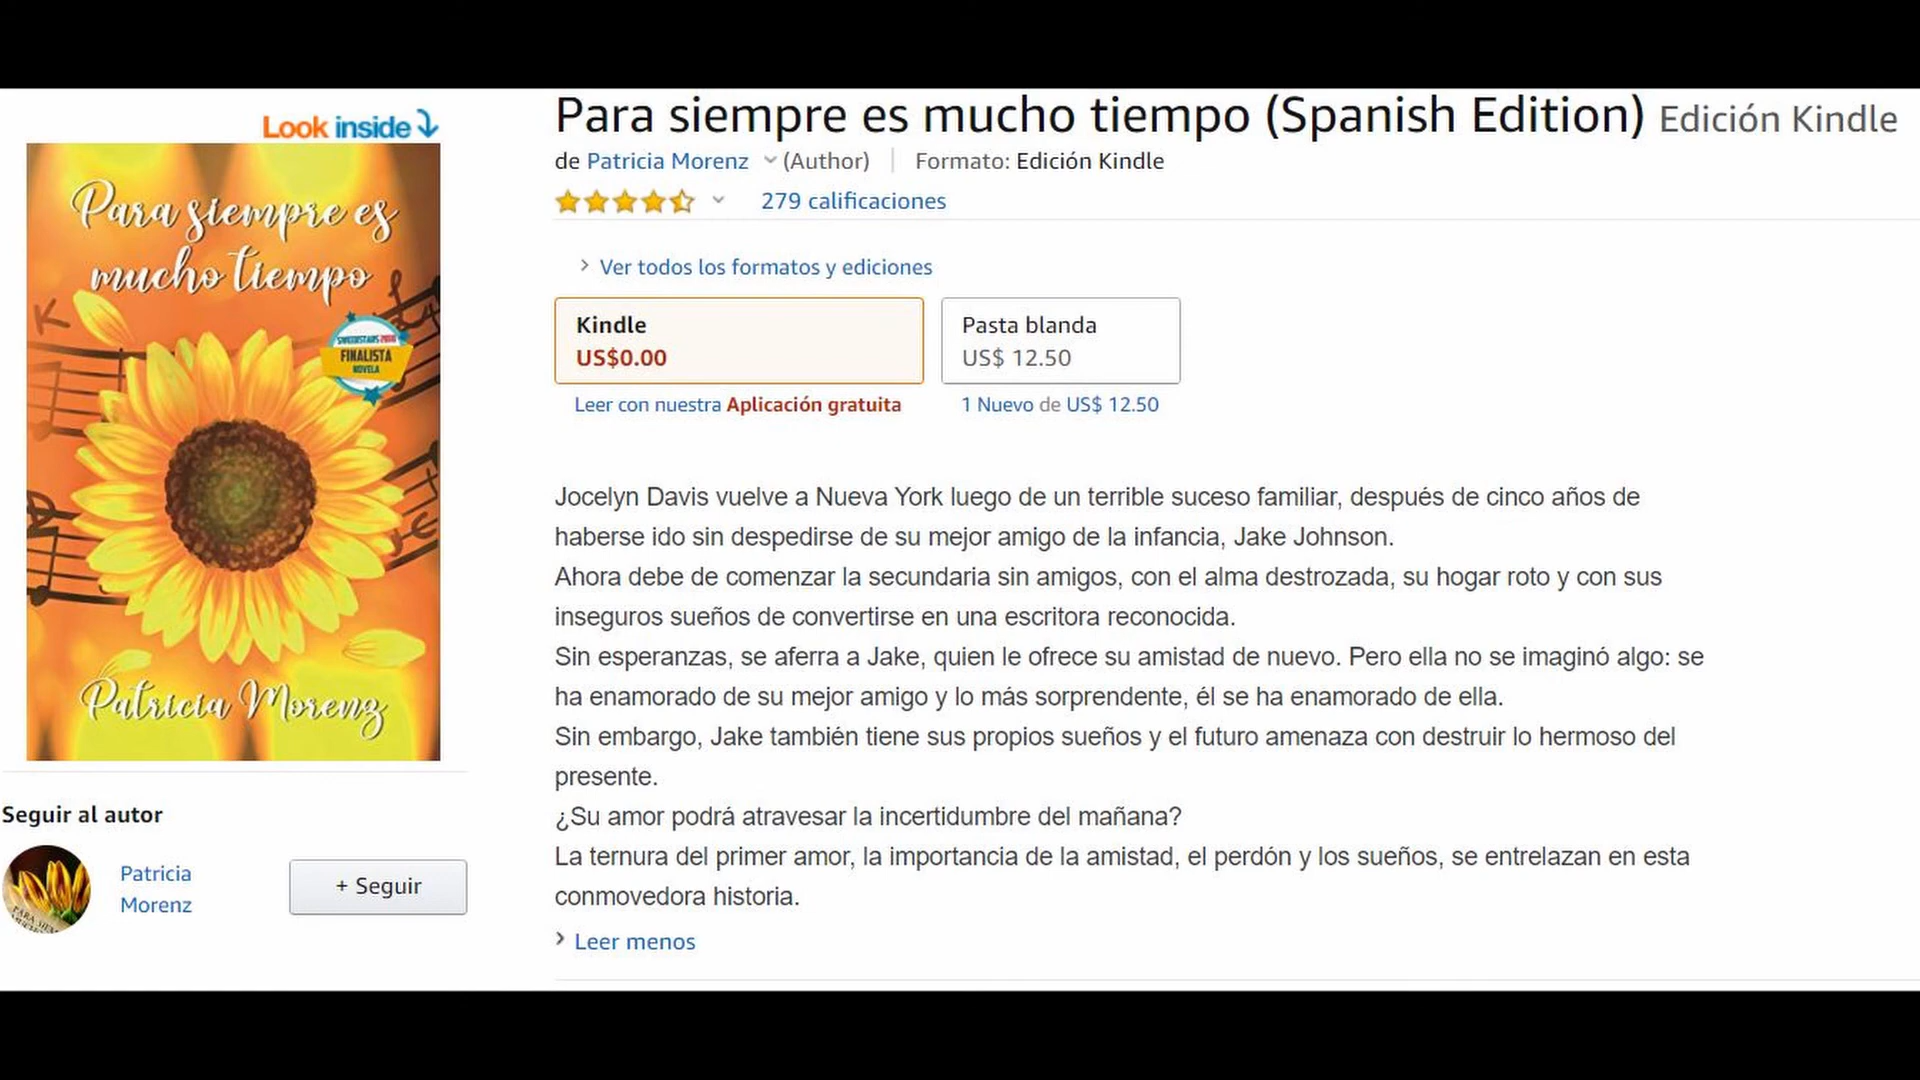 Look inside
Para siempre es
mucho tiempo
FINALISTA
NOVELA
Patricia Morenz
Seguir al autor
Patricia
Morenz
+ Seguir
Para siempre es mucho tiempo (Spanish Edition) Edición Kindle
de Patricia Morenz (Author) Formato: Edición Kindle
279 calificaciones
Ver todos los formatos y ediciones
Kindle
US$0.00
Leer con nuestra Aplicación gratuita
Pasta blanda
US$ 12.50
1 Nuevo de US$ 12.50
Jocelyn Davis vuelve a Nueva York luego de un terrible suceso familiar, después de cinco años de
haberse ido sin despedirse de su mejor amigo de la infancia, Jake Johnson.
Ahora debe de comenzar la secundaria sin amigos, con el alma destrozada, su hogar roto y con sus
inseguros sueños de convertirse en una escritora reconocida.
Sin esperanzas, se aferra a Jake, quien le ofrece su amistad de nuevo. Pero ella no se imaginó algo: se
ha enamorado de su mejor amigo y lo más sorprendente, él se ha enamorado de ella.
Sin embargo, Jake también tiene sus propios sueños y el futuro amenaza con destruir lo hermoso del
presente.
¿Su amor podrá atravesar la incertidumbre del mañana?
La ternura del primer amor, la importancia de la amistad, el perdón y los sueños, se entrelazan en esta
conmovedora historia.
Leer menos